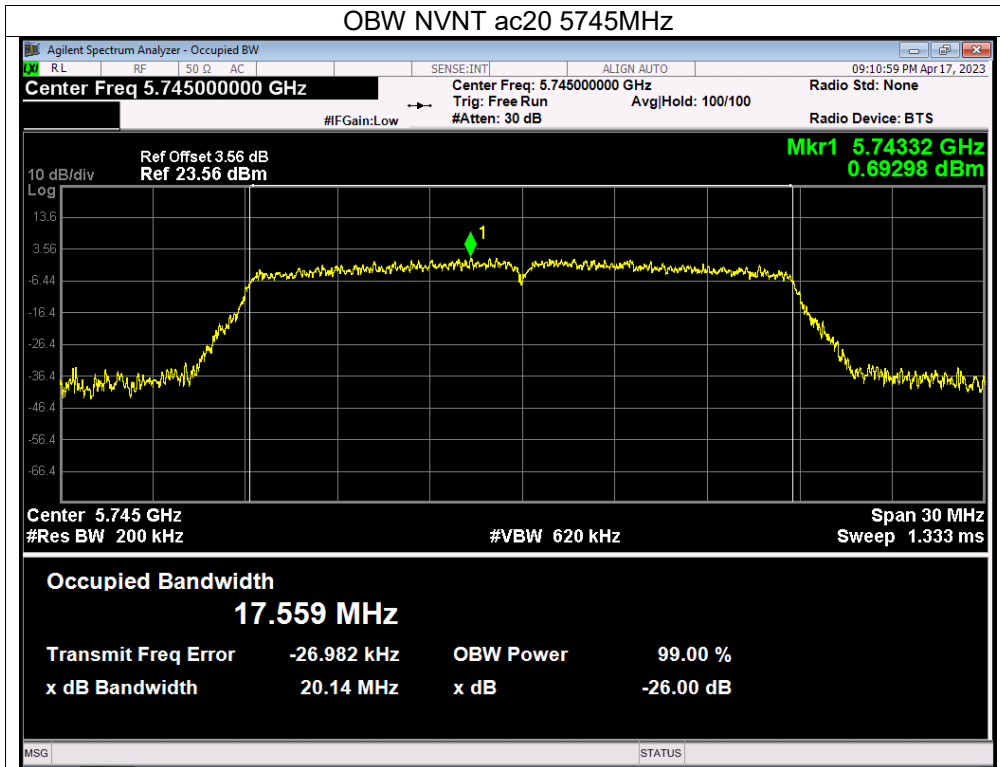 OBW NVNT ac20 5745MHz
Agilent Spectrum Analyzer - Occupied BW
LXI RL RF 50 Ω AC SENSE:INT ALIGN AUTO 09:10:59 PM Apr 17, 2023
Center Freq 5.745000000 GHz Center Freq: 5.745000000 GHz Radio Std: None
Trig: Free Run Avg|Hold: 100/100
#IFGain:Low #Atten: 30 dB Radio Device: BTS
Mkr1 5.74332 GHz
0.69298 dBm
Ref Offset 3.56 dB
10 dB/div Ref 23.56 dBm
Log
13.6
1
3.56
-6.44
-16.4
-26.4
-36.4
-46.4
-56.4
-66.4
Center 5.745 GHz Span 30 MHz
#Res BW 200 kHz #VBW 620 kHz Sweep 1.333 ms
Occupied Bandwidth
17.559 MHz
Transmit Freq Error -26.982 kHz OBW Power 99.00 %
x dB Bandwidth 20.14 MHz x dB -26.00 dB
MSG STATUS